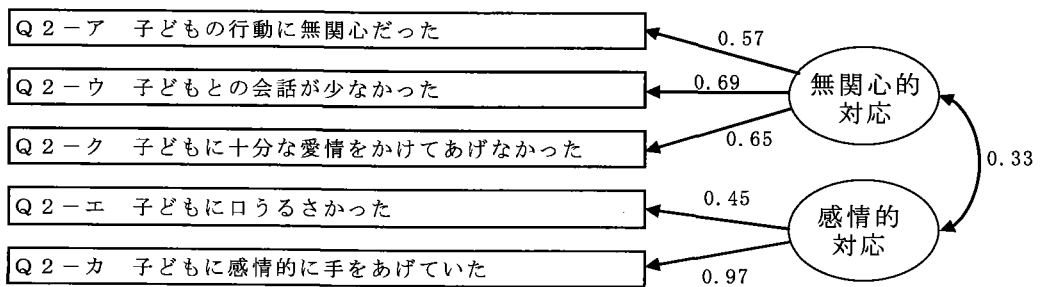 Q2-ア 子どもの行動に無関心だった
0.57
Q2-ウ 子どもとの会話が少なかった
0.69
無関心的
対応
Q2-ク 子どもに十分な愛情をかけてあげなかった
0.65
0.33
Q2-エ 子どもに口うるさかった
0.45
感情的
対応
Q2-カ 子どもに感情的に手をあげていた
0.97